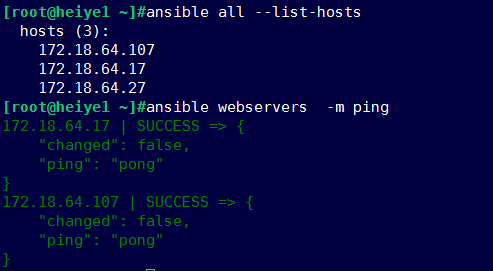 [root@heiye1 ~]#ansible all --list-hosts
  hosts (3):
    172.18.64.107
    172.18.64.17
    172.18.64.27
[root@heiye1 ~]#ansible webservers  -m ping
172.18.64.17 | SUCCESS => {
    "changed": false,
    "ping": "pong"
}
172.18.64.107 | SUCCESS => {
    "changed": false,
    "ping": "pong"
}